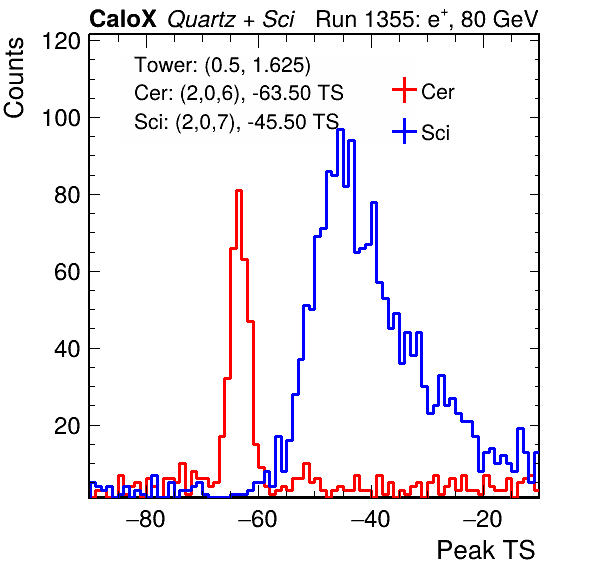 CaloX Quartz + Sci Run 1355: e+, 80 GeV
Counts
Tower: (0.5, 1.625)
Cer: (2,0,6), -63.50 TS
Sci: (2,0,7), -45.50 TS
Cer
Sci
120
100
80
60
40
20
−80 −60 −40 −20
Peak TS